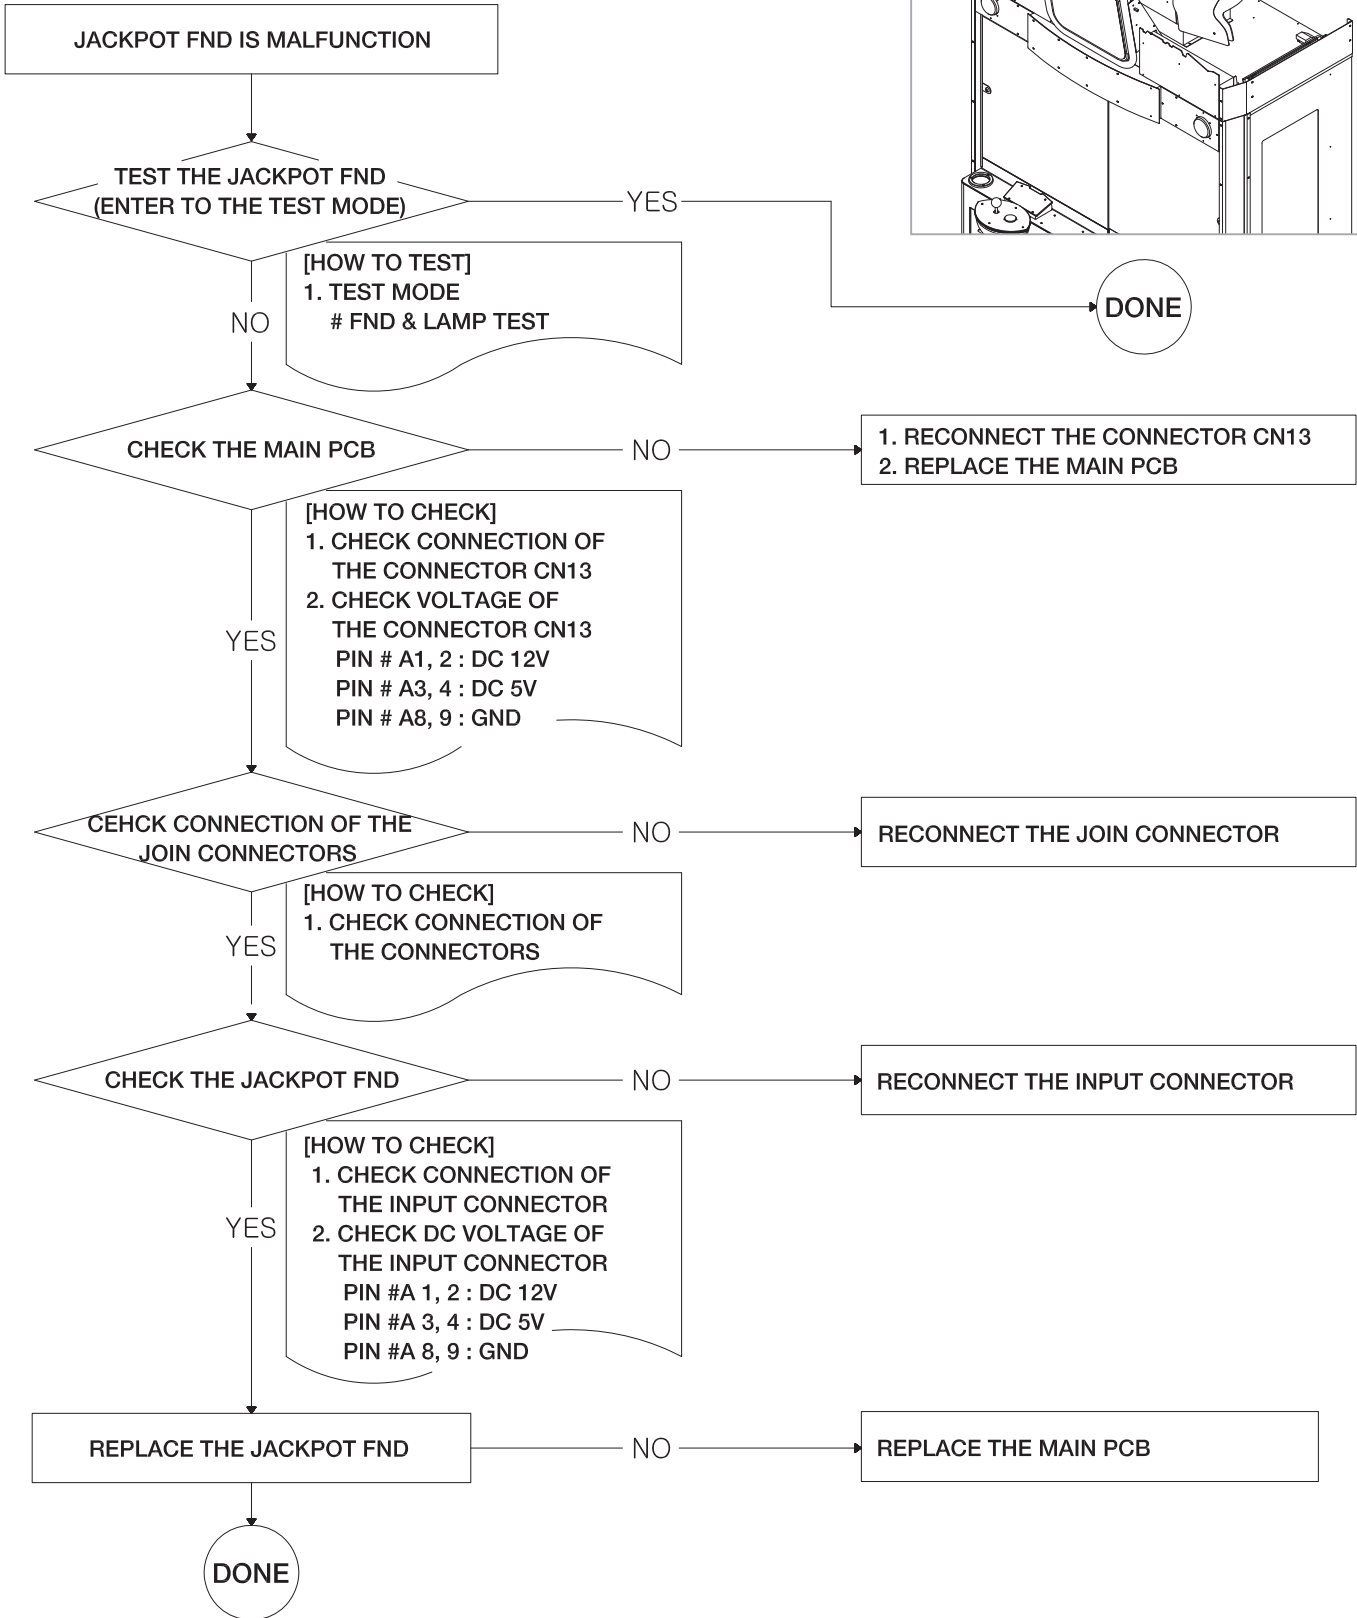 JACKPOT FND IS MALFUNCTION
TEST THE JACKPOT FND
(ENTER TO THE TEST MODE)
YES
DONE
[HOW TO TEST]
1. TEST MODE
# FND & LAMP TEST
NO
CHECK THE MAIN PCB
NO
1. RECONNECT THE CONNECTOR CN13
2. REPLACE THE MAIN PCB
[HOW TO CHECK]
1. CHECK CONNECTION OF
THE CONNECTOR CN13
2. CHECK VOLTAGE OF
THE CONNECTOR CN13
PIN # A1, 2 : DC 12V
PIN # A3, 4 : DC 5V
PIN # A8, 9 : GND
YES
CEHCK CONNECTION OF THE
JOIN CONNECTORS
NO
RECONNECT THE JOIN CONNECTOR
[HOW TO CHECK]
1. CHECK CONNECTION OF
THE CONNECTORS
YES
CHECK THE JACKPOT FND
NO
RECONNECT THE INPUT CONNECTOR
[HOW TO CHECK]
1. CHECK CONNECTION OF
THE INPUT CONNECTOR
2. CHECK DC VOLTAGE OF
THE INPUT CONNECTOR
PIN #A 1, 2 : DC 12V
PIN #A 3, 4 : DC 5V
PIN #A 8, 9 : GND
YES
REPLACE THE JACKPOT FND
NO
REPLACE THE MAIN PCB
DONE